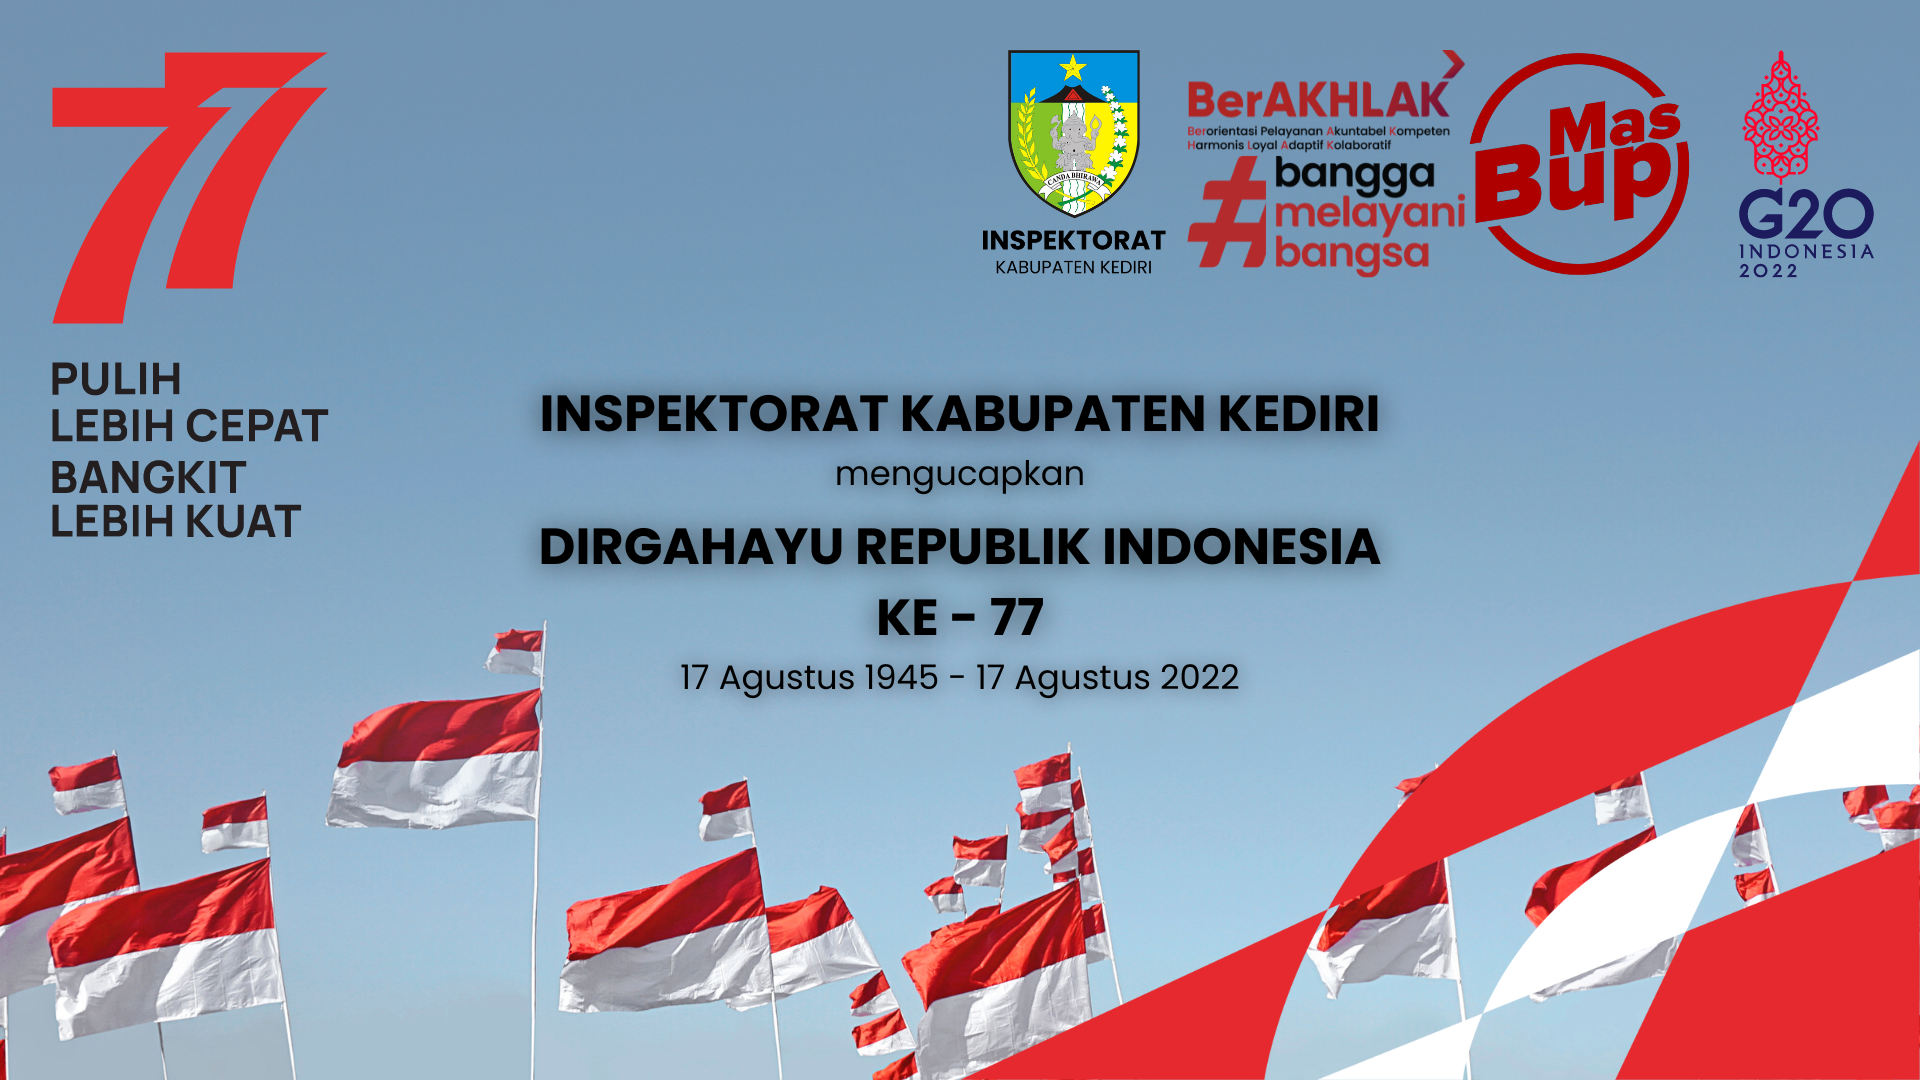 77
PULIH
LEBIH CEPAT
BANGKIT
LEBIH KUAT
CANDA BHIRAWA
INSPEKTORAT
KABUPATEN KEDIRI
BerAKHLAK
Berorientasi Pelayanan Akuntabel Kompeten
Harmonis Loyal Adaptif Kolaboratif
#bangga
melayani
bangsa
Mas
Bup
G20
INDONESIA
2022
INSPEKTORAT KABUPATEN KEDIRI
mengucapkan
DIRGAHAYU REPUBLIK INDONESIA
KE - 77
17 Agustus 1945 - 17 Agustus 2022